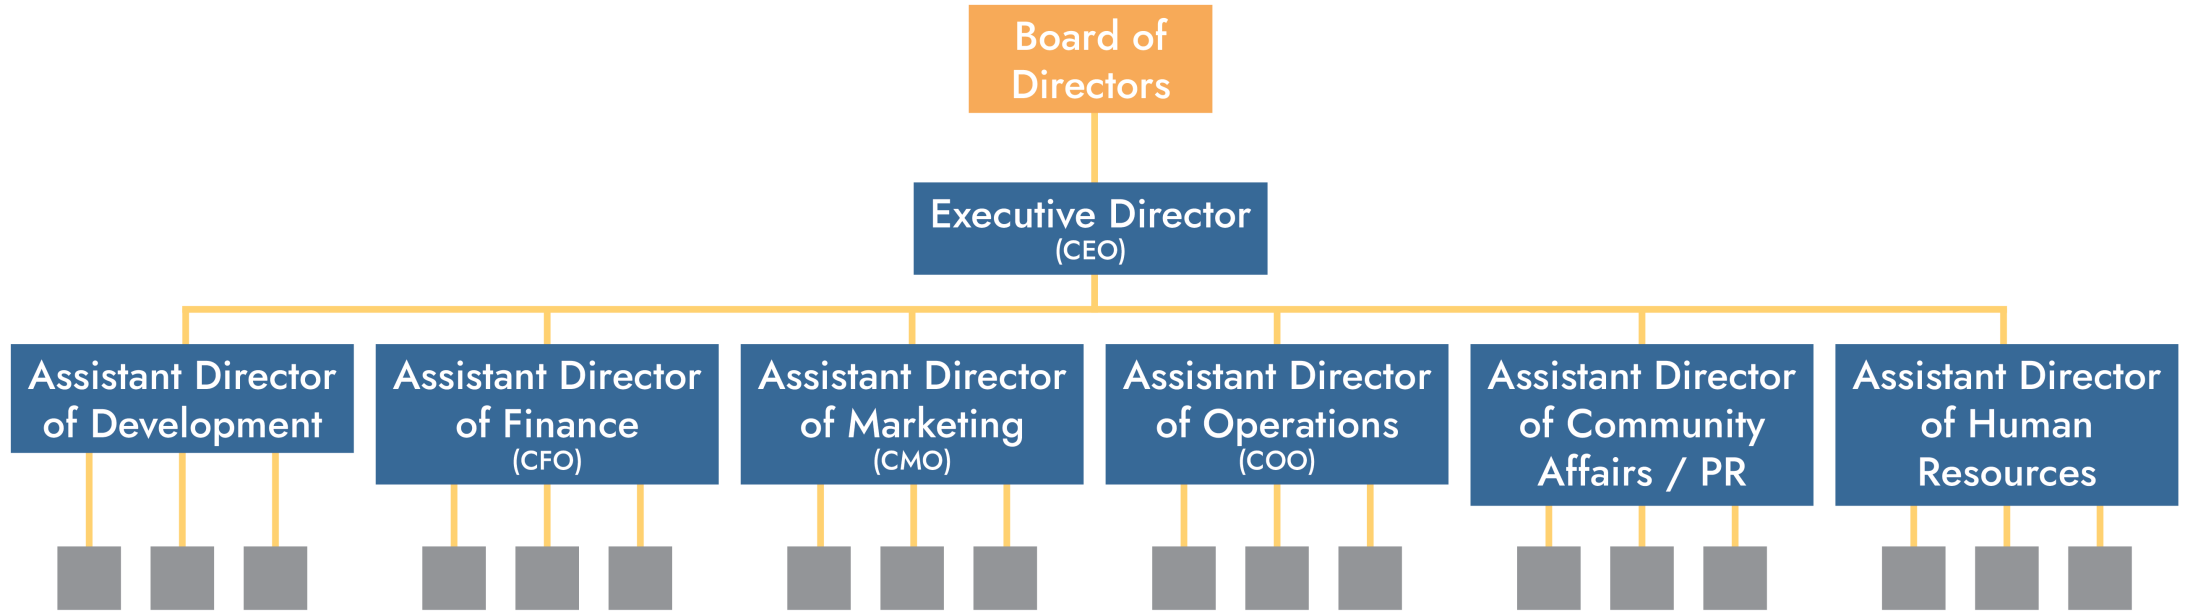 Board of
Directors
Executive Director
(CEO)
Assistant Director
of Development
Assistant Director
of Finance
(CFO)
Assistant Director
of Marketing
(CMO)
Assistant Director
of Operations
(COO)
Assistant Director
of Community
Affairs / PR
Assistant Director
of Human
Resources